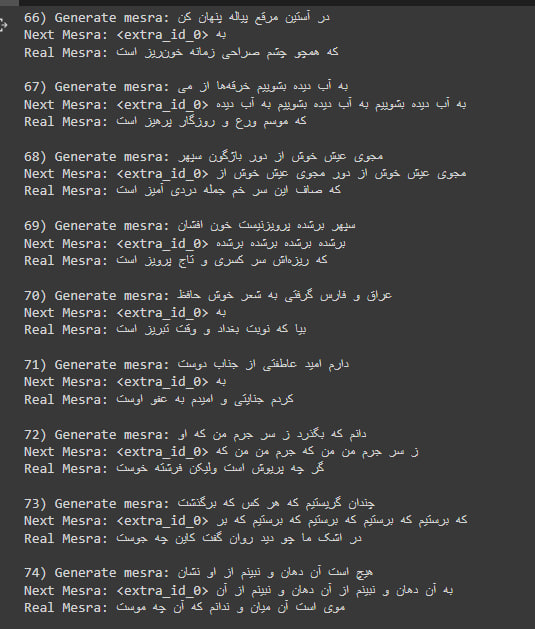 66) Generate mesra: در آستین مرقع پیاله پنهان کن
Next Mesra: <extra_id_0> به
Real Mesra: که همچو چشم صراحی زمانه خون‌ریز است
67) Generate mesra: به آب دیده بشوییم خرقه‌ها از می
Next Mesra: <extra_id_0> به آب دیده بشوییم به آب دیده بشوییم به آب دیده
Real Mesra: که موسم ورع و روزگار پرهیز است
68) Generate mesra: مجوی عیش خوش از دور باژگون سپهر
Next Mesra: <extra_id_0> مجوی عیش خوش از دور مجوی عیش خوش از
Real Mesra: که صاف این سر خم جمله دردی آمیز است
69) Generate mesra: سپهر برشده پرویزنیست خون افشان
Next Mesra: <extra_id_0> برشده برشده برشده برشده
Real Mesra: که ریزه‌اش سر کسری و تاج پرویز است
70) Generate mesra: عراق و فارس گرفتی به شعر خوش حافظ
Next Mesra: <extra_id_0> به
Real Mesra: بیا که نوبت بغداد و وقت تبریز است
71) Generate mesra: دارم امید عاطفتی از جناب دوست
Next Mesra: <extra_id_0> به
Real Mesra: کردم جنایتی و امیدم به عفو اوست
72) Generate mesra: دانم که بگذرد ز سر جرم من که او
Next Mesra: <extra_id_0> ز سر جرم من من که جرم من من که
Real Mesra: گر چه پریوش است ولیکن فرشته خوست
73) Generate mesra: چندان گریستیم که هر کس که برگذشت
Next Mesra: <extra_id_0> که برستیم که برستیم که برستیم که برستیم که بر
Real Mesra: در اشک ما چو دید روان گفت کاین چه جوست
74) Generate mesra: هیچ است آن دهان و نبینم از او نشان
Next Mesra: <extra_id_0> به آن دهان و نبینم از آن دهان و نبینم از آن
Real Mesra: موی است آن میان و ندانم که آن چه موست